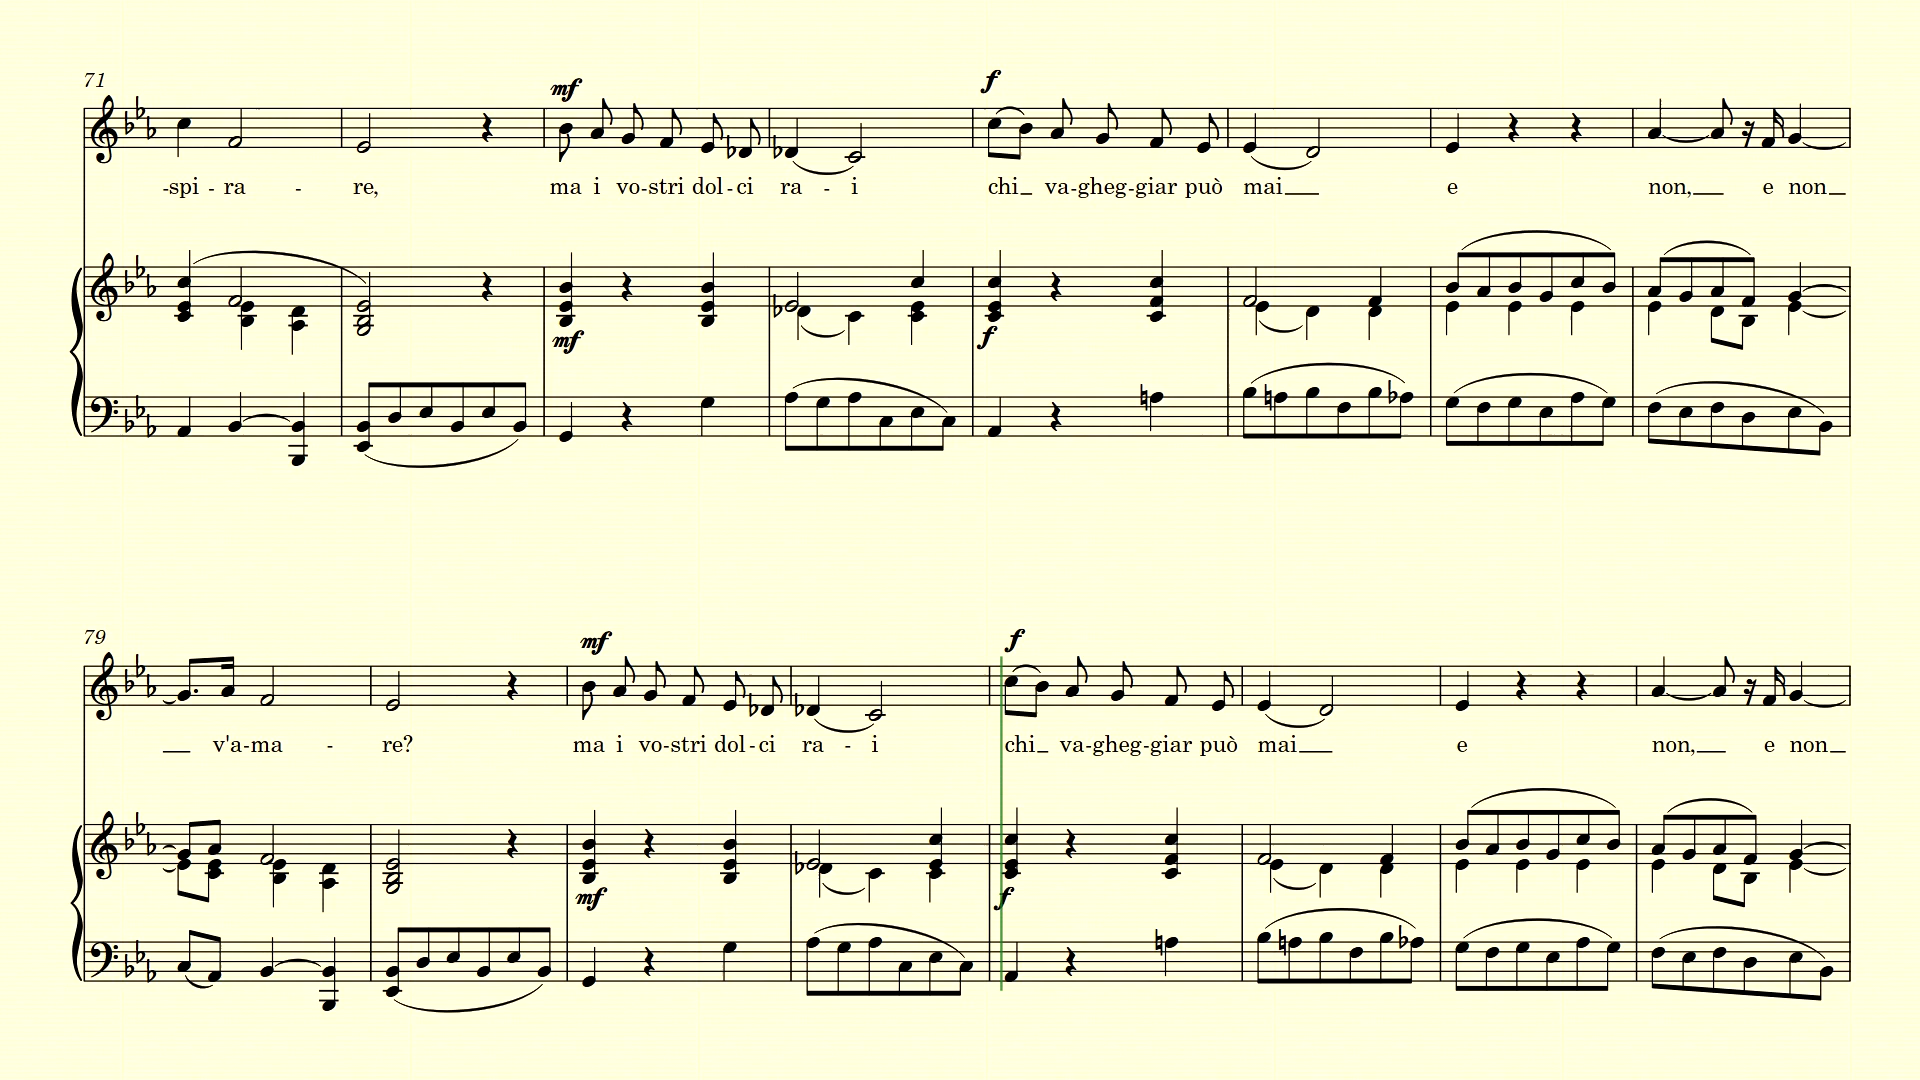 71
mf f
-spi - ra - re, ma i vo-stri dol-ci ra - i chi_ va-gheg-giar può mai__ e non,__ e non_
mf f
79
mf f
__ v'a-ma - re? ma i vo-stri dol-ci ra - i chi_ va-gheg-giar può mai__ e non,__ e non_
mf f